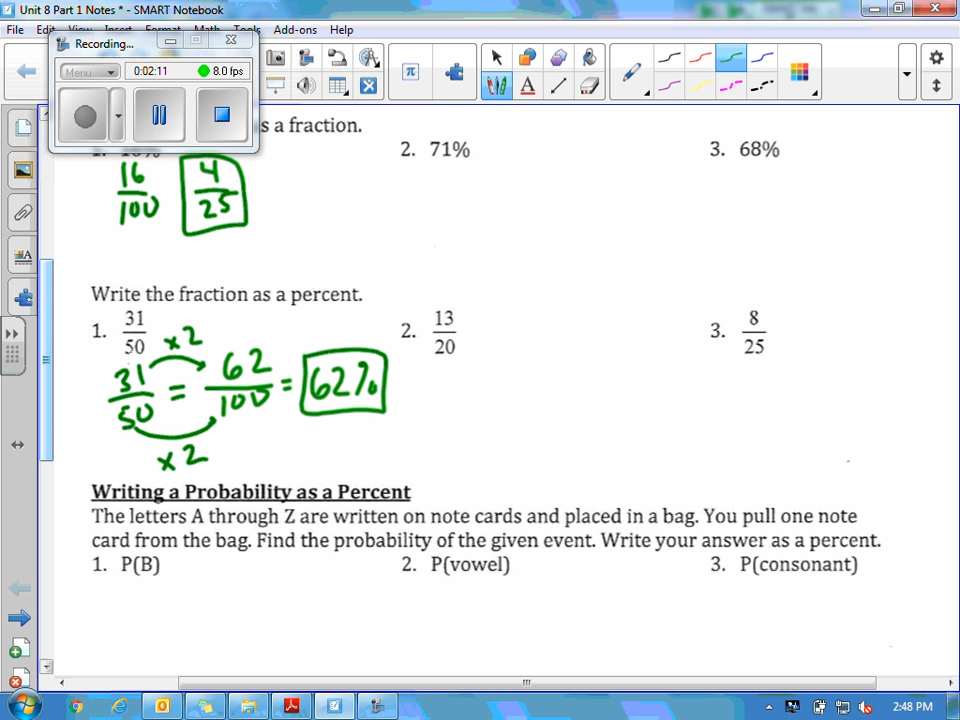 Unit 8 Part 1 Notes * - SMART Notebook
File Edit View Insert Format Math Tools Add-ons Help
Recording...
Menu 0:02:11 8.0 fps
s a fraction.
2. 71% 3. 68%
16/100 4/25
Write the fraction as a percent.
1. 31/50 2. 13/20 3. 8/25
x2
31/50 = 62/100 = 62%
x2
Writing a Probability as a Percent
The letters A through Z are written on note cards and placed in a bag. You pull one note
card from the bag. Find the probability of the given event. Write your answer as a percent.
1. P(B) 2. P(vowel) 3. P(consonant)
2:48 PM